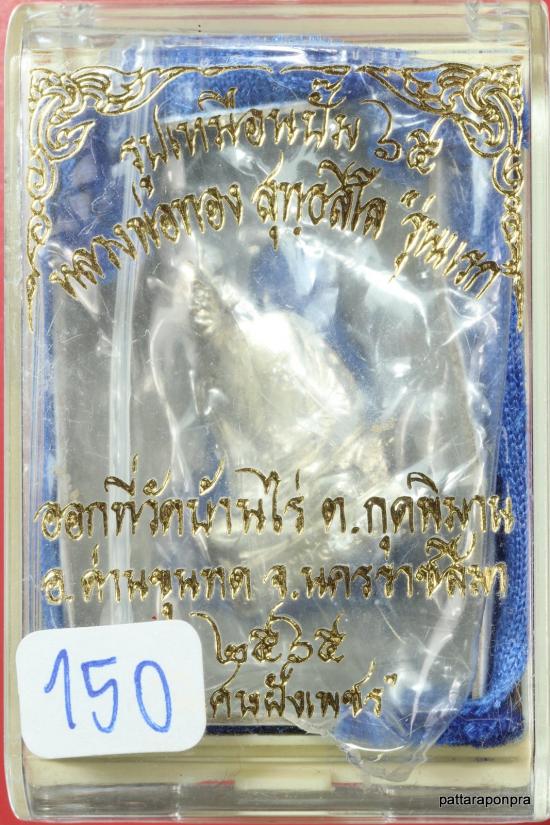 รูปเหมือนปั๊ม ๖๕
หลวงพ่อทอง สุทธสีโล "รุ่นแรก
ออกที่วัดบ้านไร่ ต.กุดพิมาน
อ.ด่านขุนทด จ.นครราชสีมา
๒๕๖๕
ศษฝังเพชร"
150
pattaraponpra